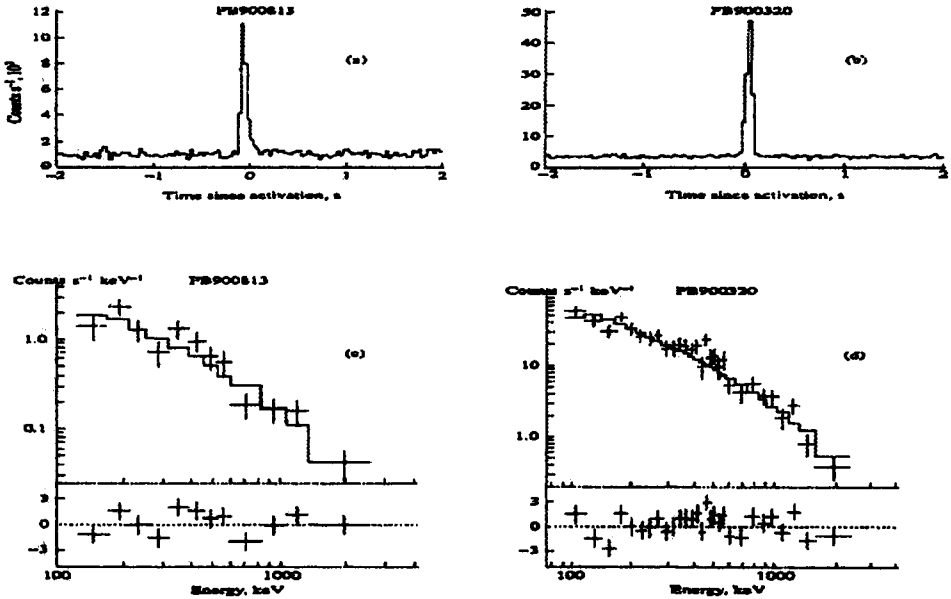 PB900813
12
10
8
6
4
2
0
Counts s⁻¹, 10³
(a)
-2 -1 0 1 2
Time since activation, s
PB900320
50
40
30
20
10
0
(b)
-2 -1 0 1 2
Time since activation, s
Counts s⁻¹ keV⁻¹ PB900813
1.0
0.1
(c)
0
-3
100 1000
Energy, keV
Counts s⁻¹ keV⁻¹ PB900320
10
1.0
(d)
3
0
-3
100 1000
Energy, keV